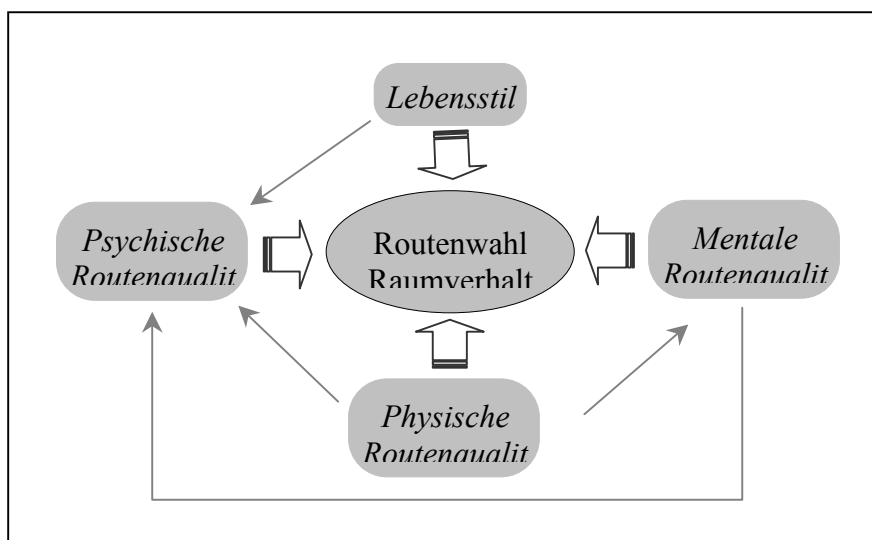 Lebensstil
Psychische
Routenqualit
Routenwahl
Raumverhalt
Mentale
Routenqualit
Physische
Routenqualit